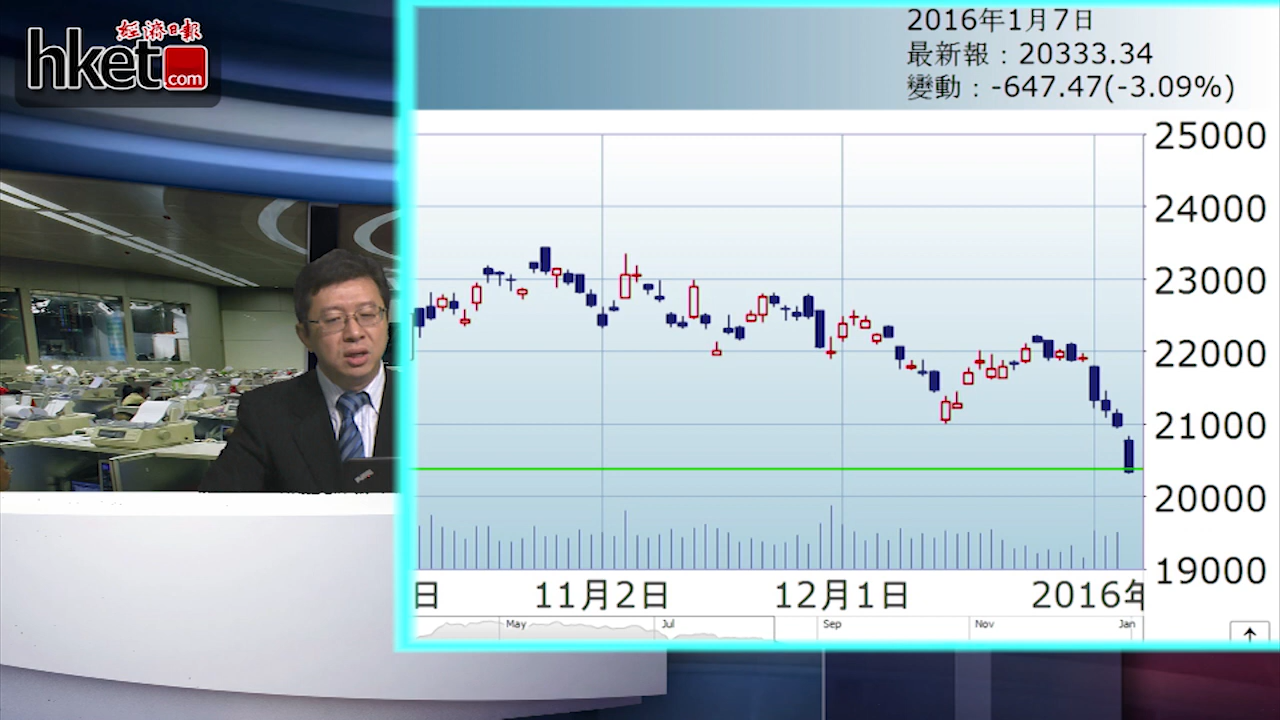 經濟日報
hket.com
2016年1月7日
最新報：20333.34
變動：-647.47(-3.09%)
25000
24000
23000
22000
21000
20000
19000
日
11月2日
12月1日
2016年
May
Jul
Sep
Nov
Jan